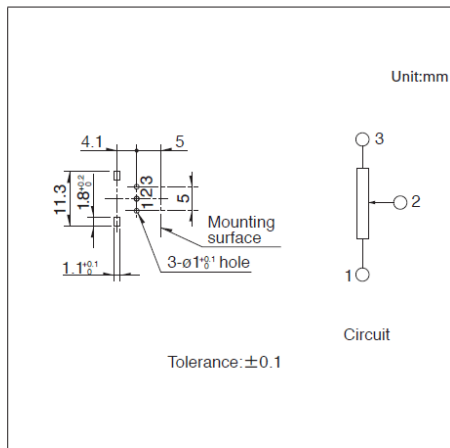 Unit:mm
4.1
5
3
11.3
1.8+0.2 0
1 2 3
5
2
Mounting
surface
1.1+0.1 0
3-ø1+0.1 0 hole
1
Circuit
Tolerance:±0.1